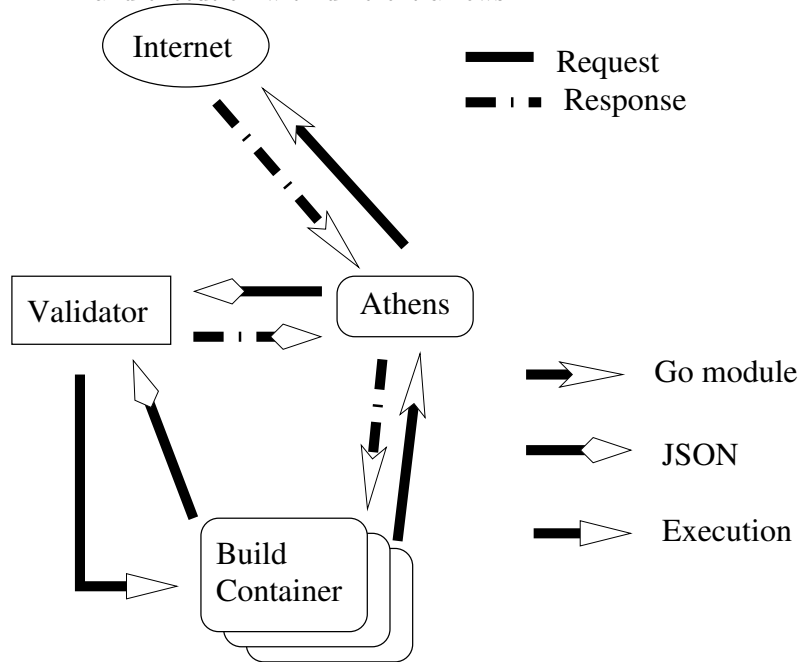 Internet
Request
Response
Validator
Athens
Go module
JSON
Execution
Build
Container